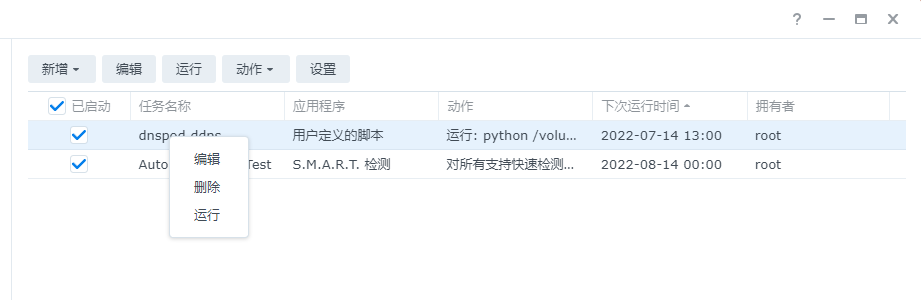 ?
新增 编辑 运行 动作 设置
已启动 任务名称 应用程序 动作 下次运行时间 拥有者
dnspod ddns 用户定义的脚本 运行: python /volu... 2022-07-14 13:00 root
Auto Test S.M.A.R.T. 检测 对所有支持快速检测... 2022-08-14 00:00 root
编辑
删除
运行